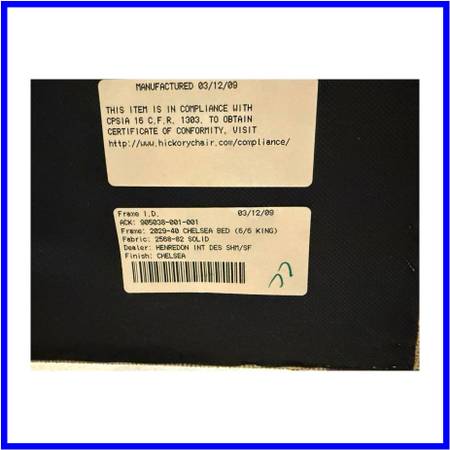 MANUFACTURED 03/12/09
THIS ITEM IS IN COMPLIANCE WITH
CPSIA 16 C.F.R. 1303. TO OBTAIN
CERTIFICATE OF CONFORMITY, VISIT
http://www.hickorychair.com/compliance/
Frame I.D. 03/12/09
ACK: 905038-001-001
Frame: 2029-40 CHELSEA BED (6/6 KING)
Fabric: 2568-82 SOLID
Dealer: HENREDON INT DES SHM/SF
Finish: CHELSEA